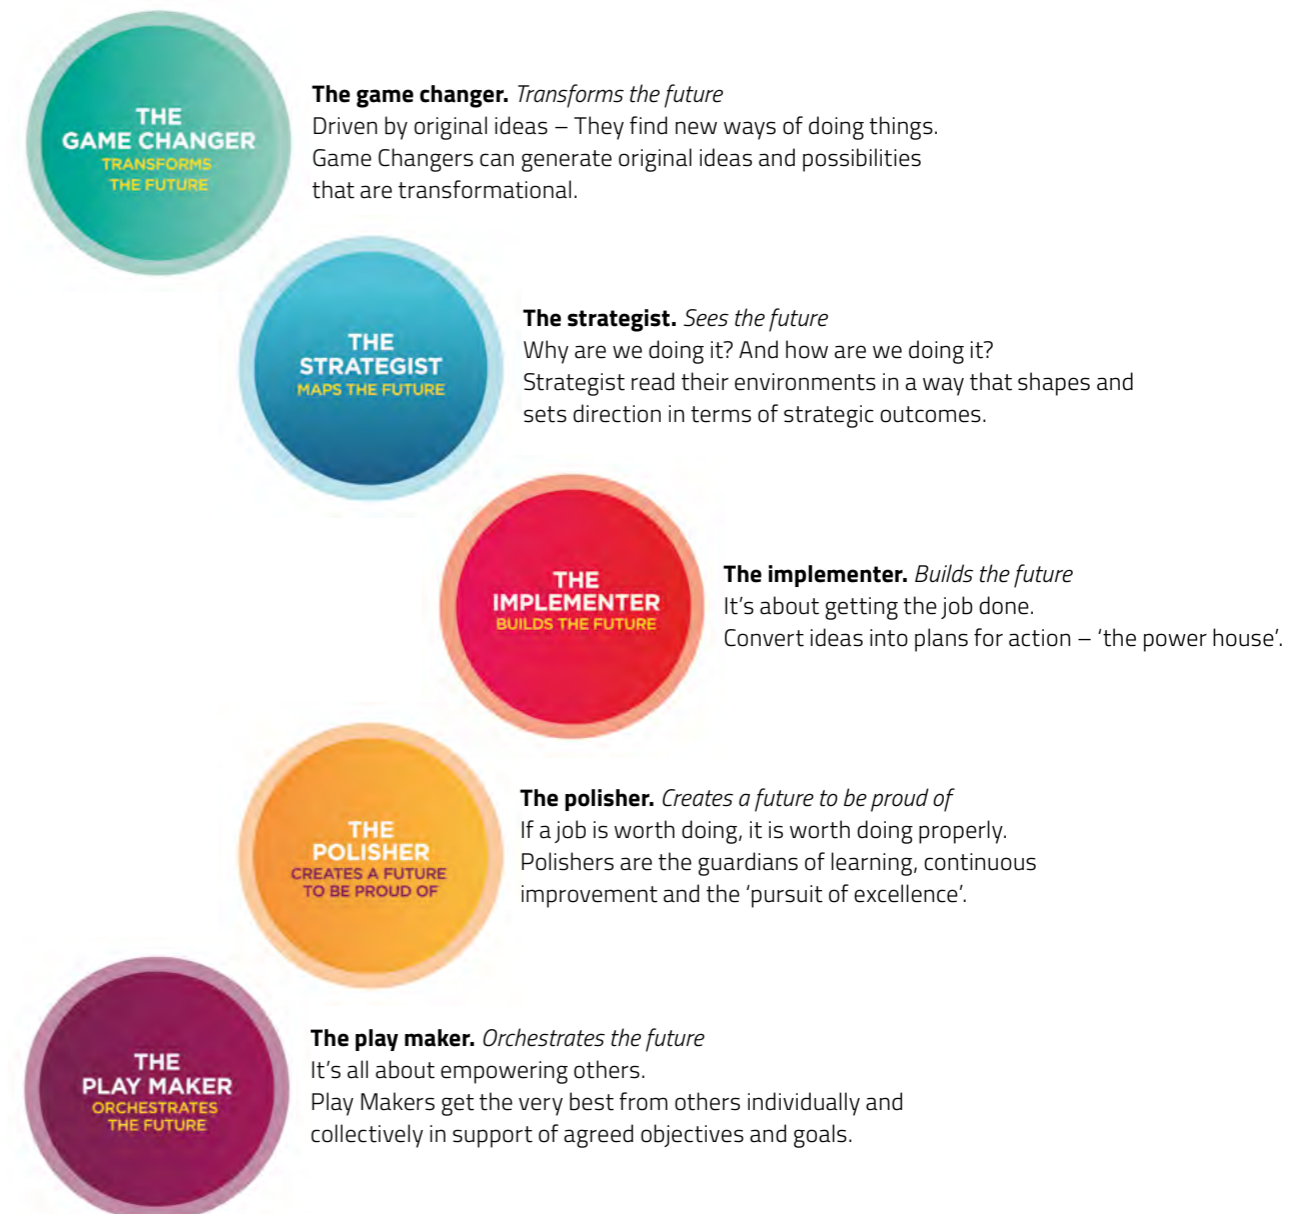 THE
GAME CHANGER
TRANSFORMS
THE FUTURE
The game changer. Transforms the future
Driven by original ideas – They find new ways of doing things.
Game Changers can generate original ideas and possibilities
that are transformational.
THE
STRATEGIST
MAPS THE FUTURE
The strategist. Sees the future
Why are we doing it? And how are we doing it?
Strategist read their environments in a way that shapes and
sets direction in terms of strategic outcomes.
THE
IMPLEMENTER
BUILDS THE FUTURE
The implementer. Builds the future
It’s about getting the job done.
Convert ideas into plans for action – ‘the power house’.
THE
POLISHER
CREATES A FUTURE
TO BE PROUD OF
The polisher. Creates a future to be proud of
If a job is worth doing, it is worth doing properly.
Polishers are the guardians of learning, continuous
improvement and the ‘pursuit of excellence’.
THE
PLAY MAKER
ORCHESTRATES
THE FUTURE
The play maker. Orchestrates the future
It’s all about empowering others.
Play Makers get the very best from others individually and
collectively in support of agreed objectives and goals.